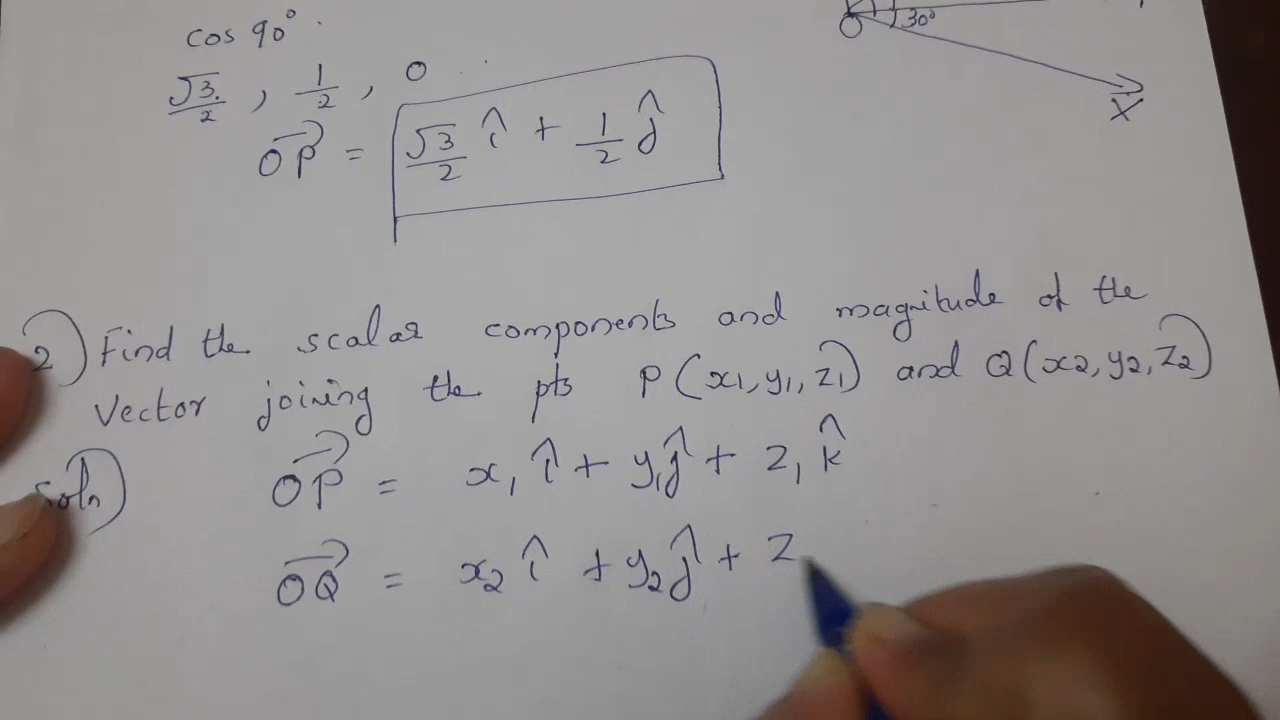 cos 90°.
√3/2 , 1/2 , 0
30°
X
O
OP = √3/2 î + 1/2 ĵ
2) Find the scalar components and magnitude of the
Vector joining the pts P(x1, y1, z1) and Q(x2, y2, z2)
Soln)
OP = x1 î + y1 ĵ + z1 k̂
OQ = x2 î + y2 ĵ + z